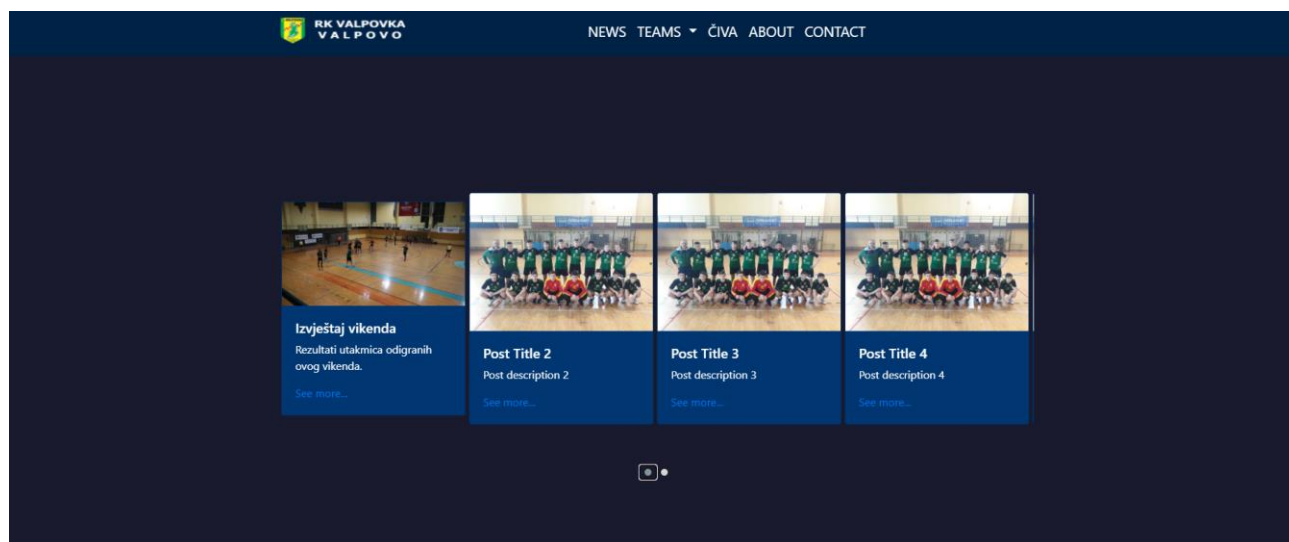 RK VALPOVKA
VALPOVO
NEWS TEAMS ČIVA ABOUT CONTACT
Izvještaj vikenda
Rezultati utakmica odigranih
ovog vikenda.
See more...
Post Title 2
Post description 2
See more...
Post Title 3
Post description 3
See more...
Post Title 4
Post description 4
See more...